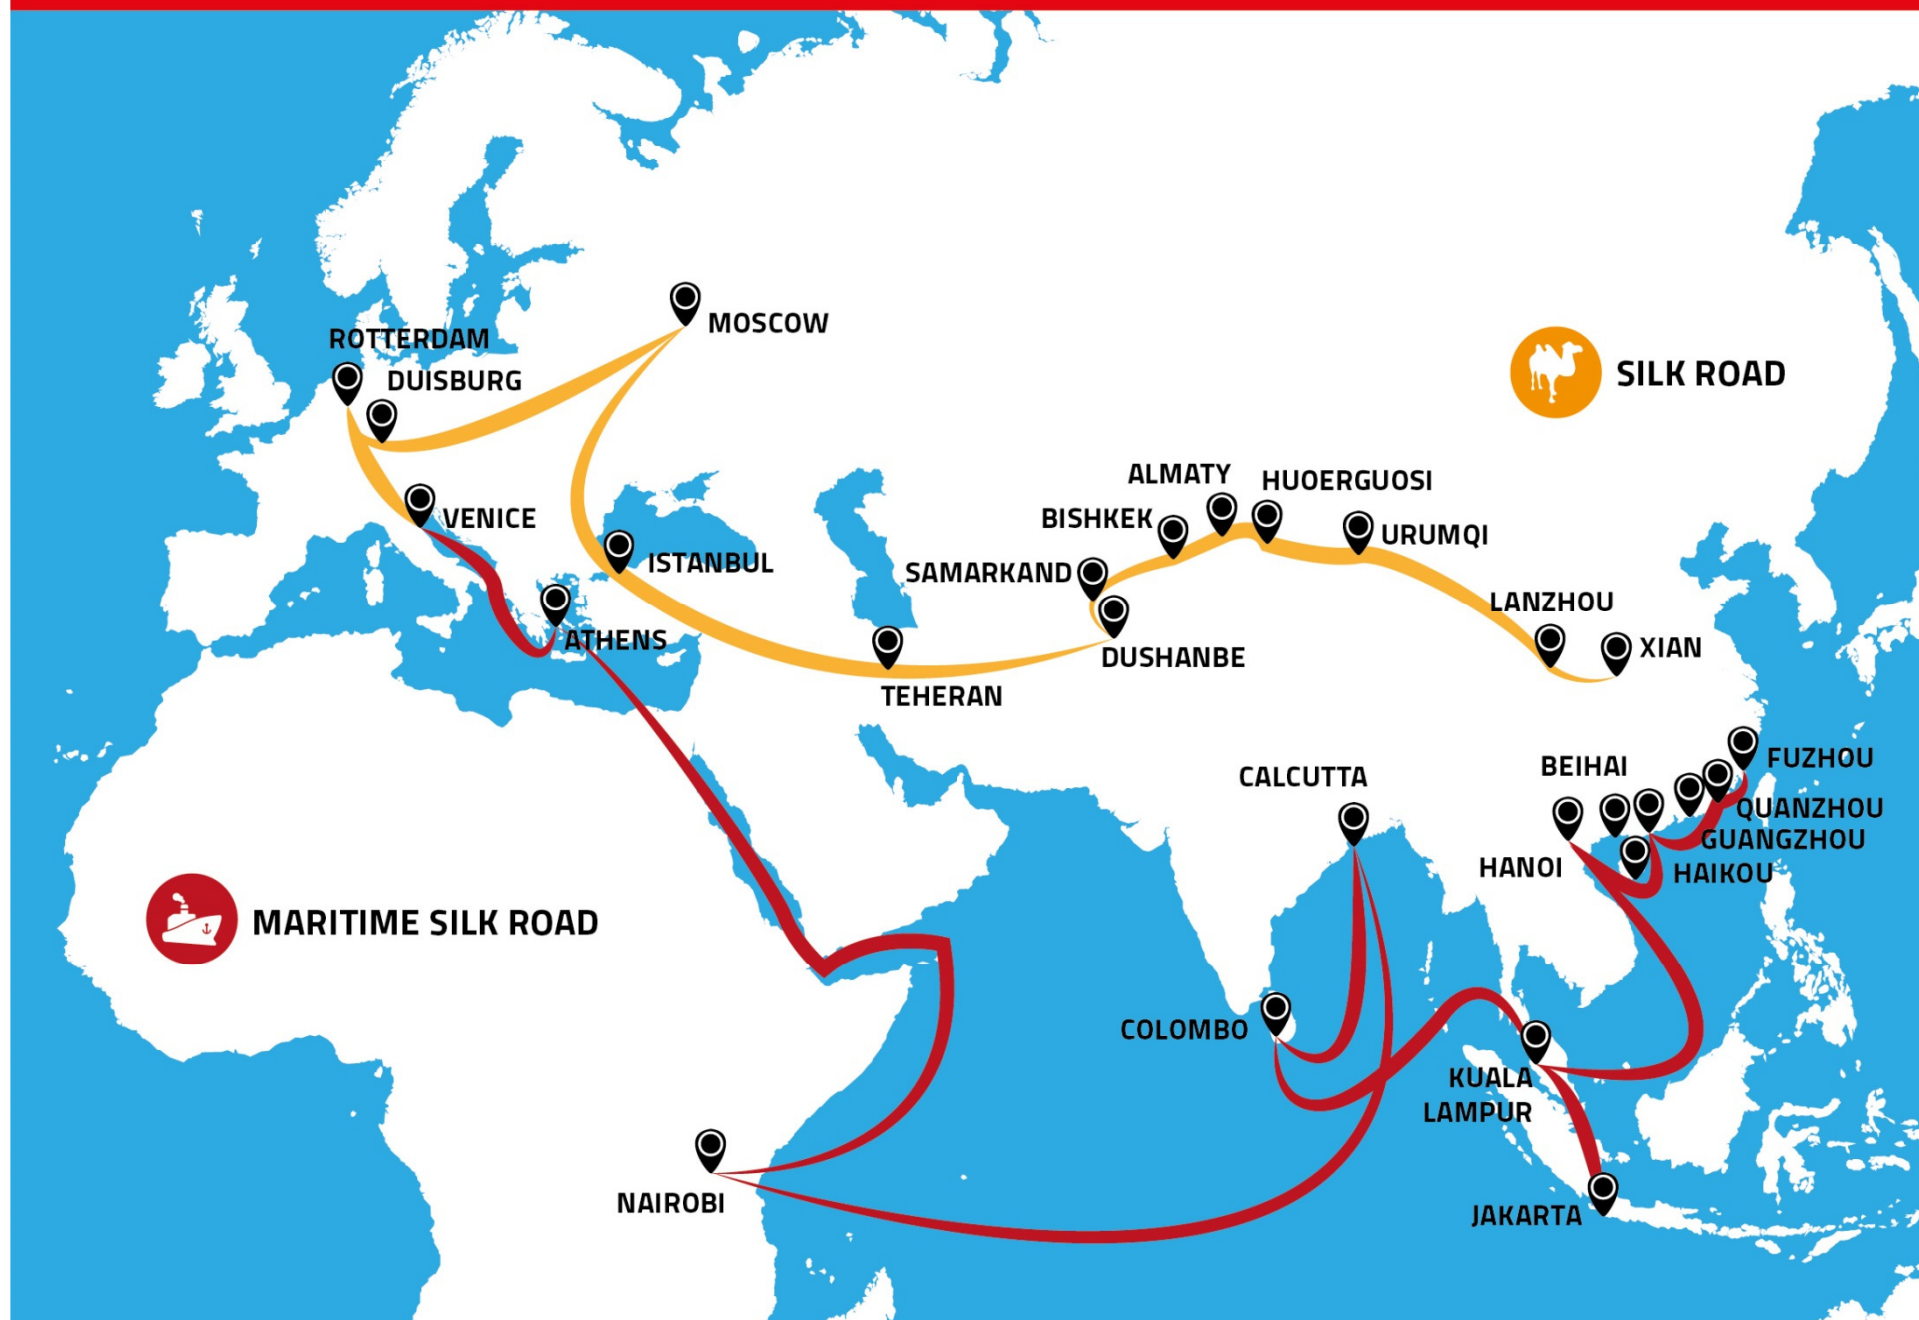 MOSCOW
ROTTERDAM
DUISBURG
SILK ROAD
ALMATY
HUOERGUOSI
BISHKEK
VENICE
URUMQI
ISTANBUL
SAMARKAND
LANZHOU
ATHENS
XIAN
DUSHANBE
TEHERAN
FUZHOU
BEIHAI
CALCUTTA
QUANZHOU
GUANGZHOU
HANOI
HAIKOU
MARITIME SILK ROAD
COLOMBO
KUALA
LAMPUR
NAIROBI
JAKARTA